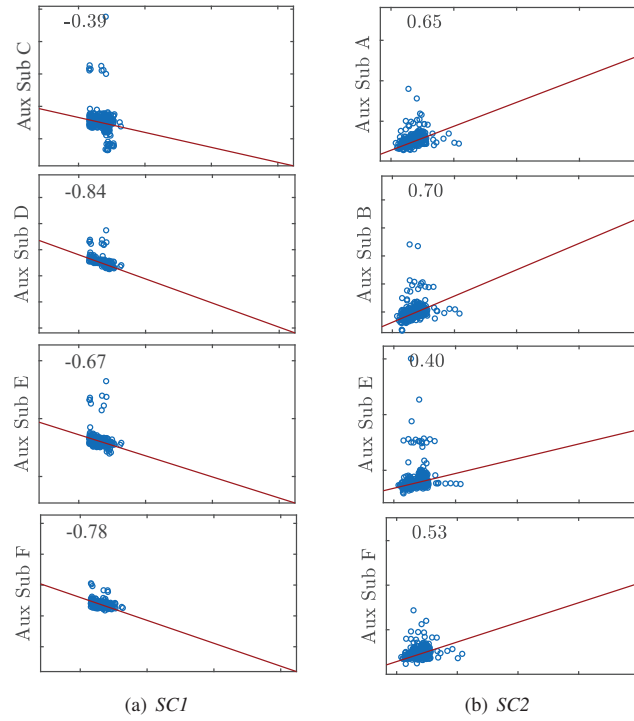 -0.39
Aux Sub C
0.65
Aux Sub A
-0.84
Aux Sub D
0.70
Aux Sub B
-0.67
Aux Sub E
0.40
Aux Sub E
-0.78
Aux Sub F
0.53
Aux Sub F
(a) SC1
(b) SC2